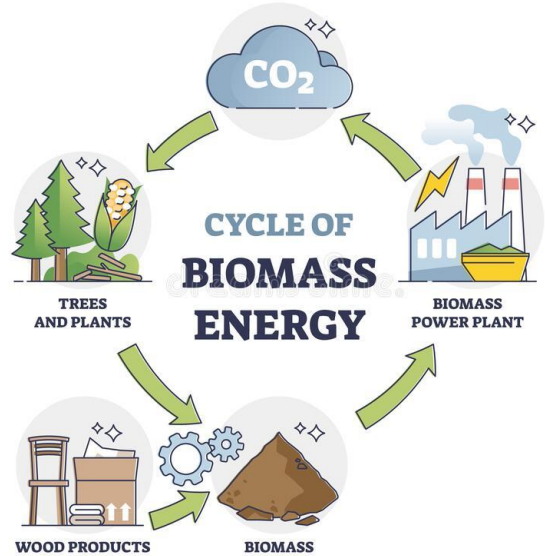 CO2
CYCLE OF
BIOMASS
ENERGY
TREES
AND PLANTS
BIOMASS
POWER PLANT
WOOD PRODUCTS
BIOMASS